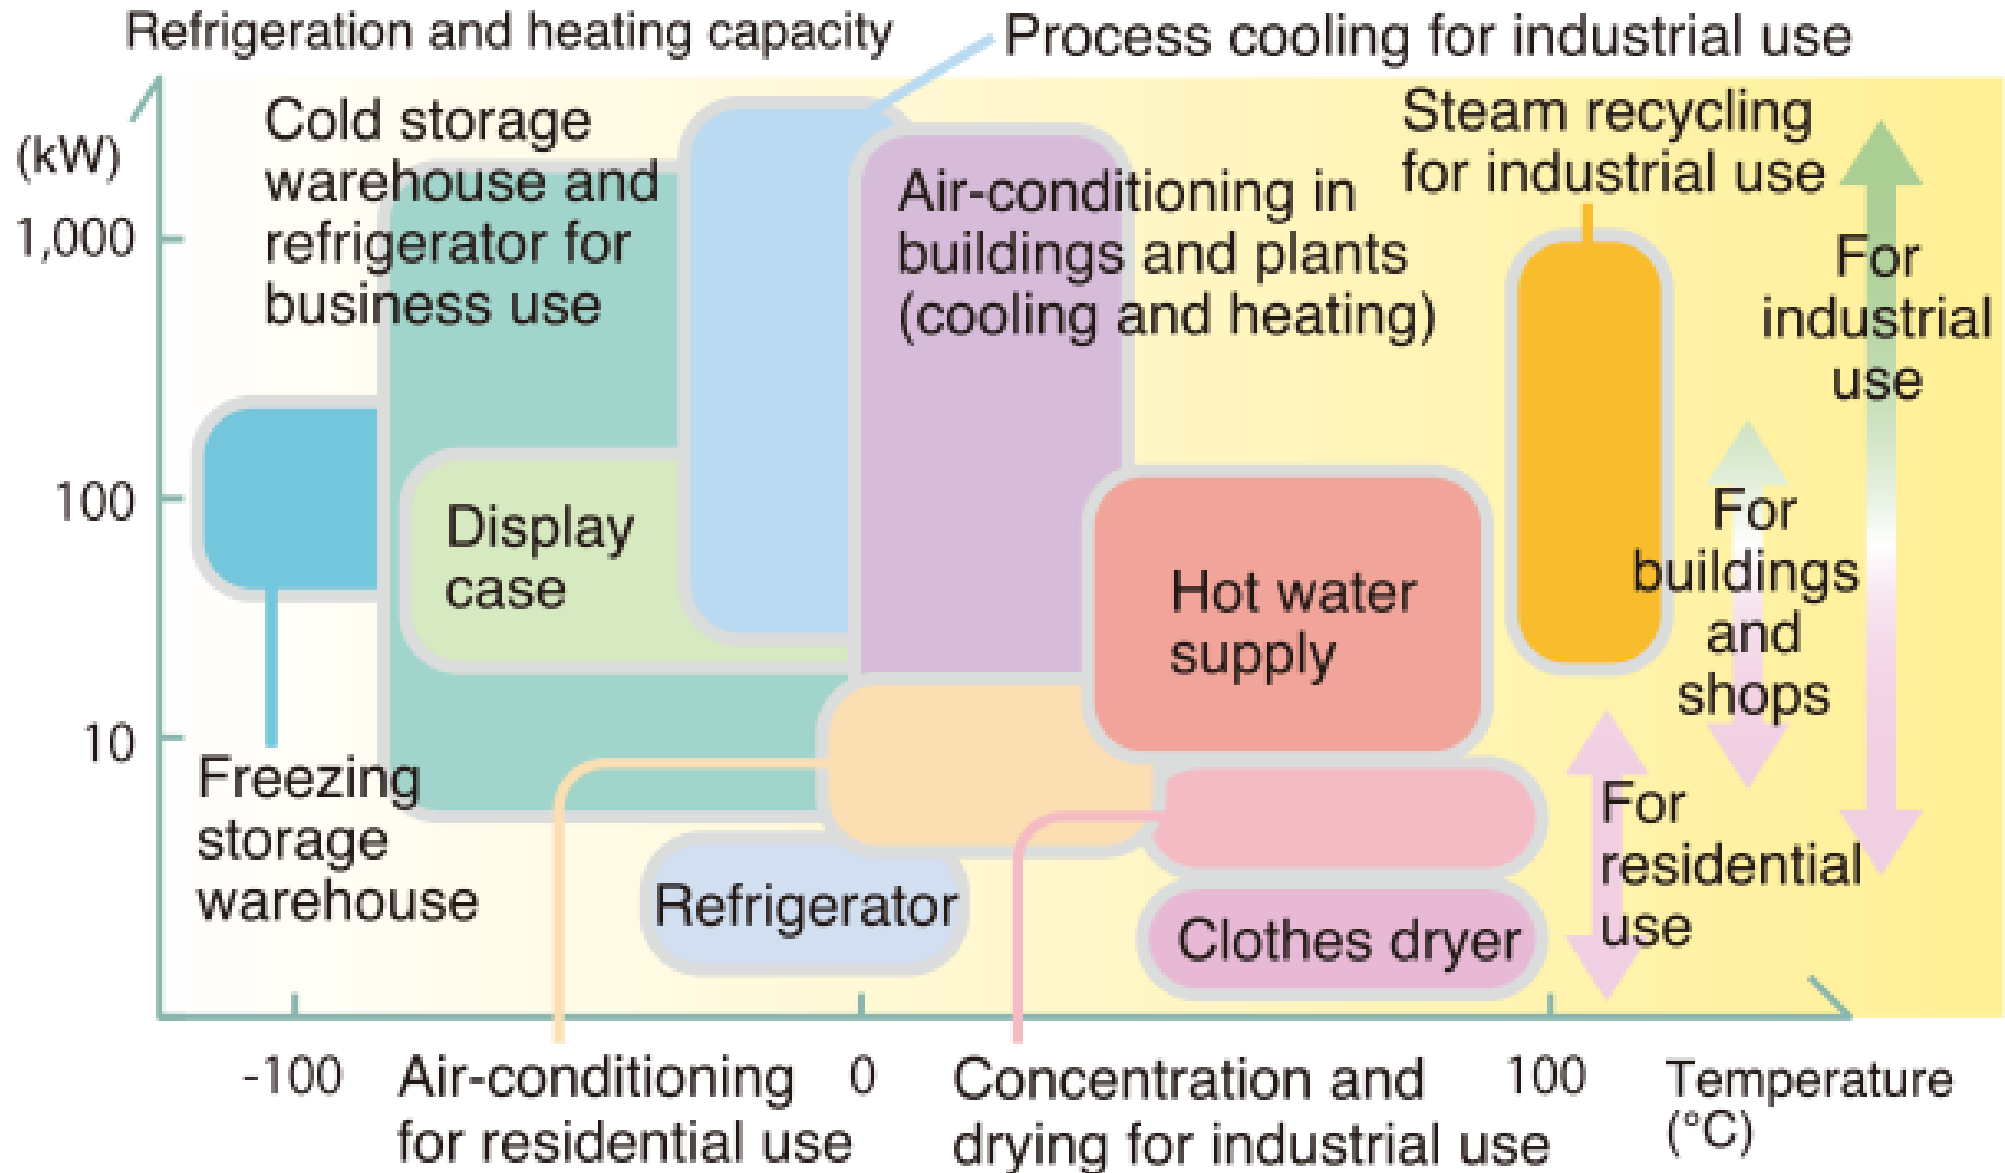 Refrigeration and heating capacity
Process cooling for industrial use
(kW)
1,000
100
10
Cold storage
warehouse and
refrigerator for
business use
Air-conditioning in
buildings and plants
(cooling and heating)
Steam recycling
for industrial use
For
industrial
use
Display
case
Hot water
supply
For
buildings
and
shops
Freezing
storage
warehouse
Refrigerator
Clothes dryer
For
residential
use
-100
0
100
Temperature
(°C)
Air-conditioning
for residential use
Concentration and
drying for industrial use